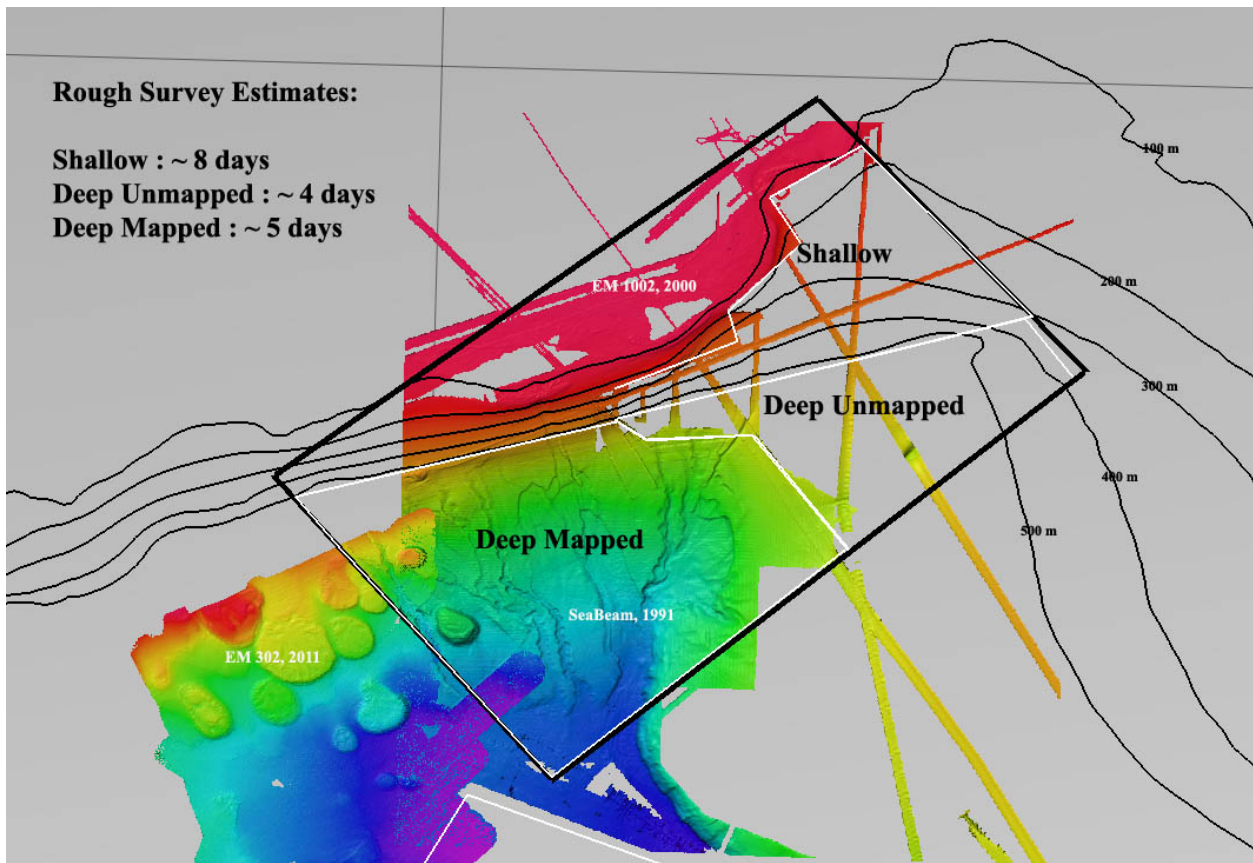 Rough Survey Estimates:
Shallow : ~ 8 days
Deep Unmapped : ~ 4 days
Deep Mapped : ~ 5 days
100 m
Shallow
EM 1002, 2000
200 m
300 m
Deep Unmapped
400 m
500 m
Deep Mapped
SeaBeam, 1991
EM 302, 2011